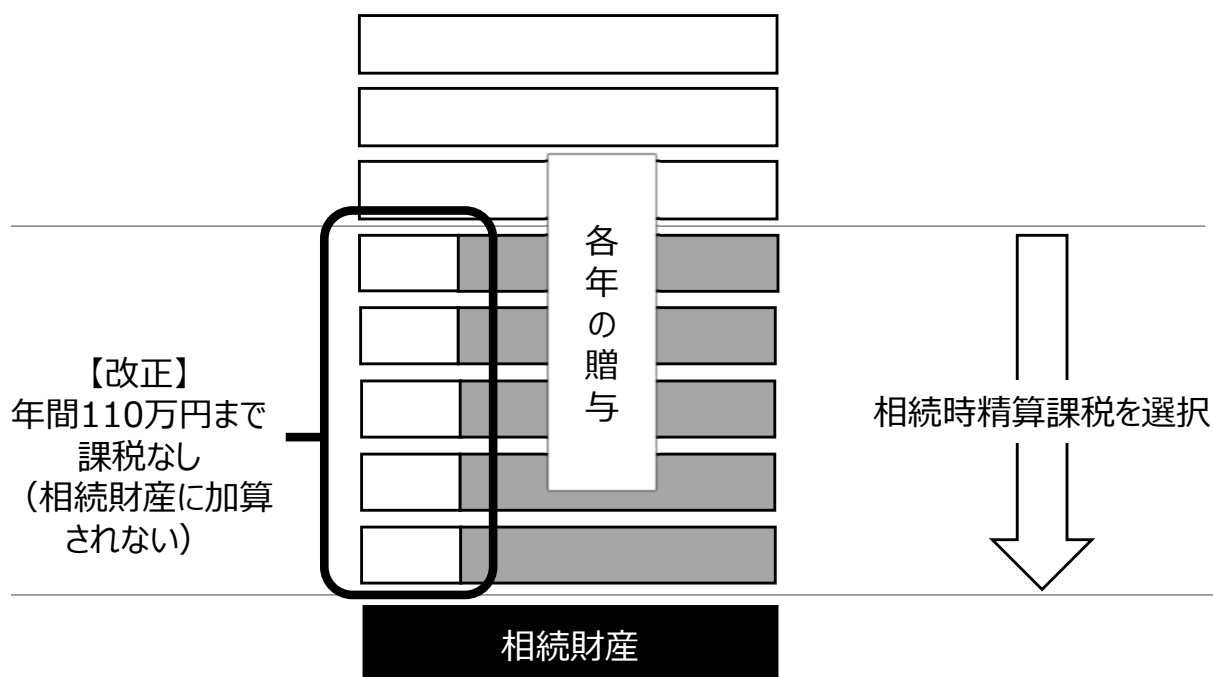 各年の贈与
【改正】
年間110万円まで
課税なし
（相続財産に加算
されない）
相続時精算課税を選択
相続財産